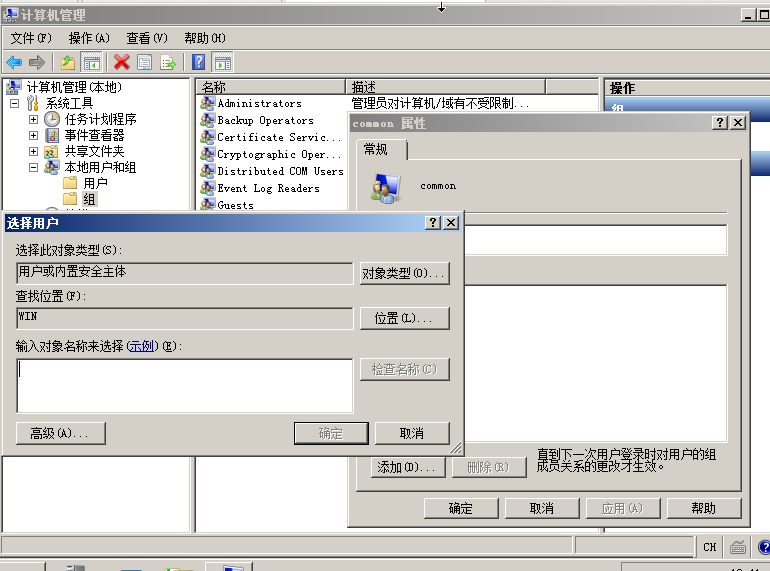 计算机管理
文件(F) 操作(A) 查看(V) 帮助(H)
计算机管理(本地)
系统工具
任务计划程序
事件查看器
共享文件夹
本地用户和组
用户
组
名称 描述
Administrators 管理员对计算机/域有不受限制...
Backup Operators
Certificate Servic...
Cryptographic Oper...
Distributed COM Users
Event Log Readers
Guests
操作
组
common 属性
常规
common
添加(D)... 删除(R)
直到下一次用户登录时对用户的组
成员关系的更改才生效。
确定 取消 应用(A) 帮助
选择用户
选择此对象类型(S):
用户或内置安全主体 对象类型(O)...
查找位置(F):
WIN 位置(L)...
输入对象名称来选择(示例)(E):
检查名称(C)
高级(A)... 确定 取消
CH